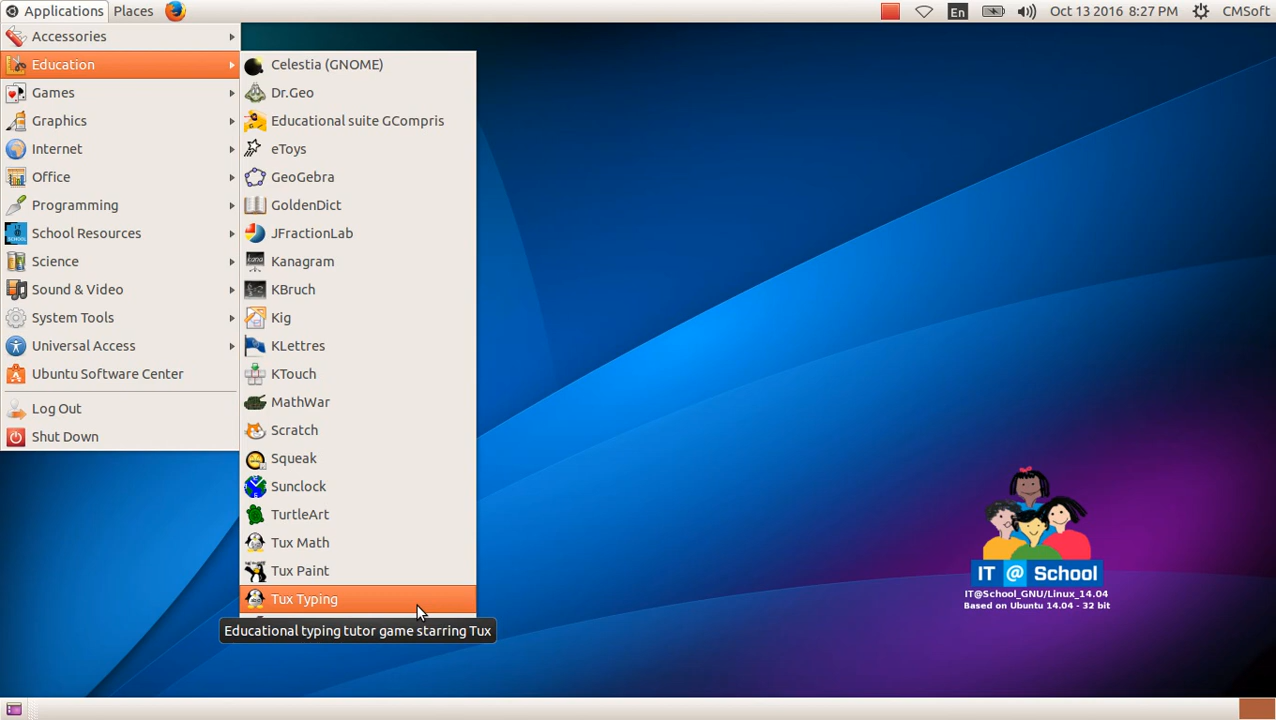 Applications Places En Oct 13 2016 8:27 PM CMSoft
Accessories
Education
Games
Graphics
Internet
Office
Programming
School Resources
Science
Sound & Video
System Tools
Universal Access
Ubuntu Software Center
Log Out
Shut Down
Celestia (GNOME)
Dr.Geo
Educational suite GCompris
eToys
GeoGebra
GoldenDict
JFractionLab
Kanagram
KBruch
Kig
KLettres
KTouch
MathWar
Scratch
Squeak
Sunclock
TurtleArt
Tux Math
Tux Paint
Tux Typing
Educational typing tutor game starring Tux
IT @ School
IT@School_GNU/Linux_14.04
Based on Ubuntu 14.04 - 32 bit